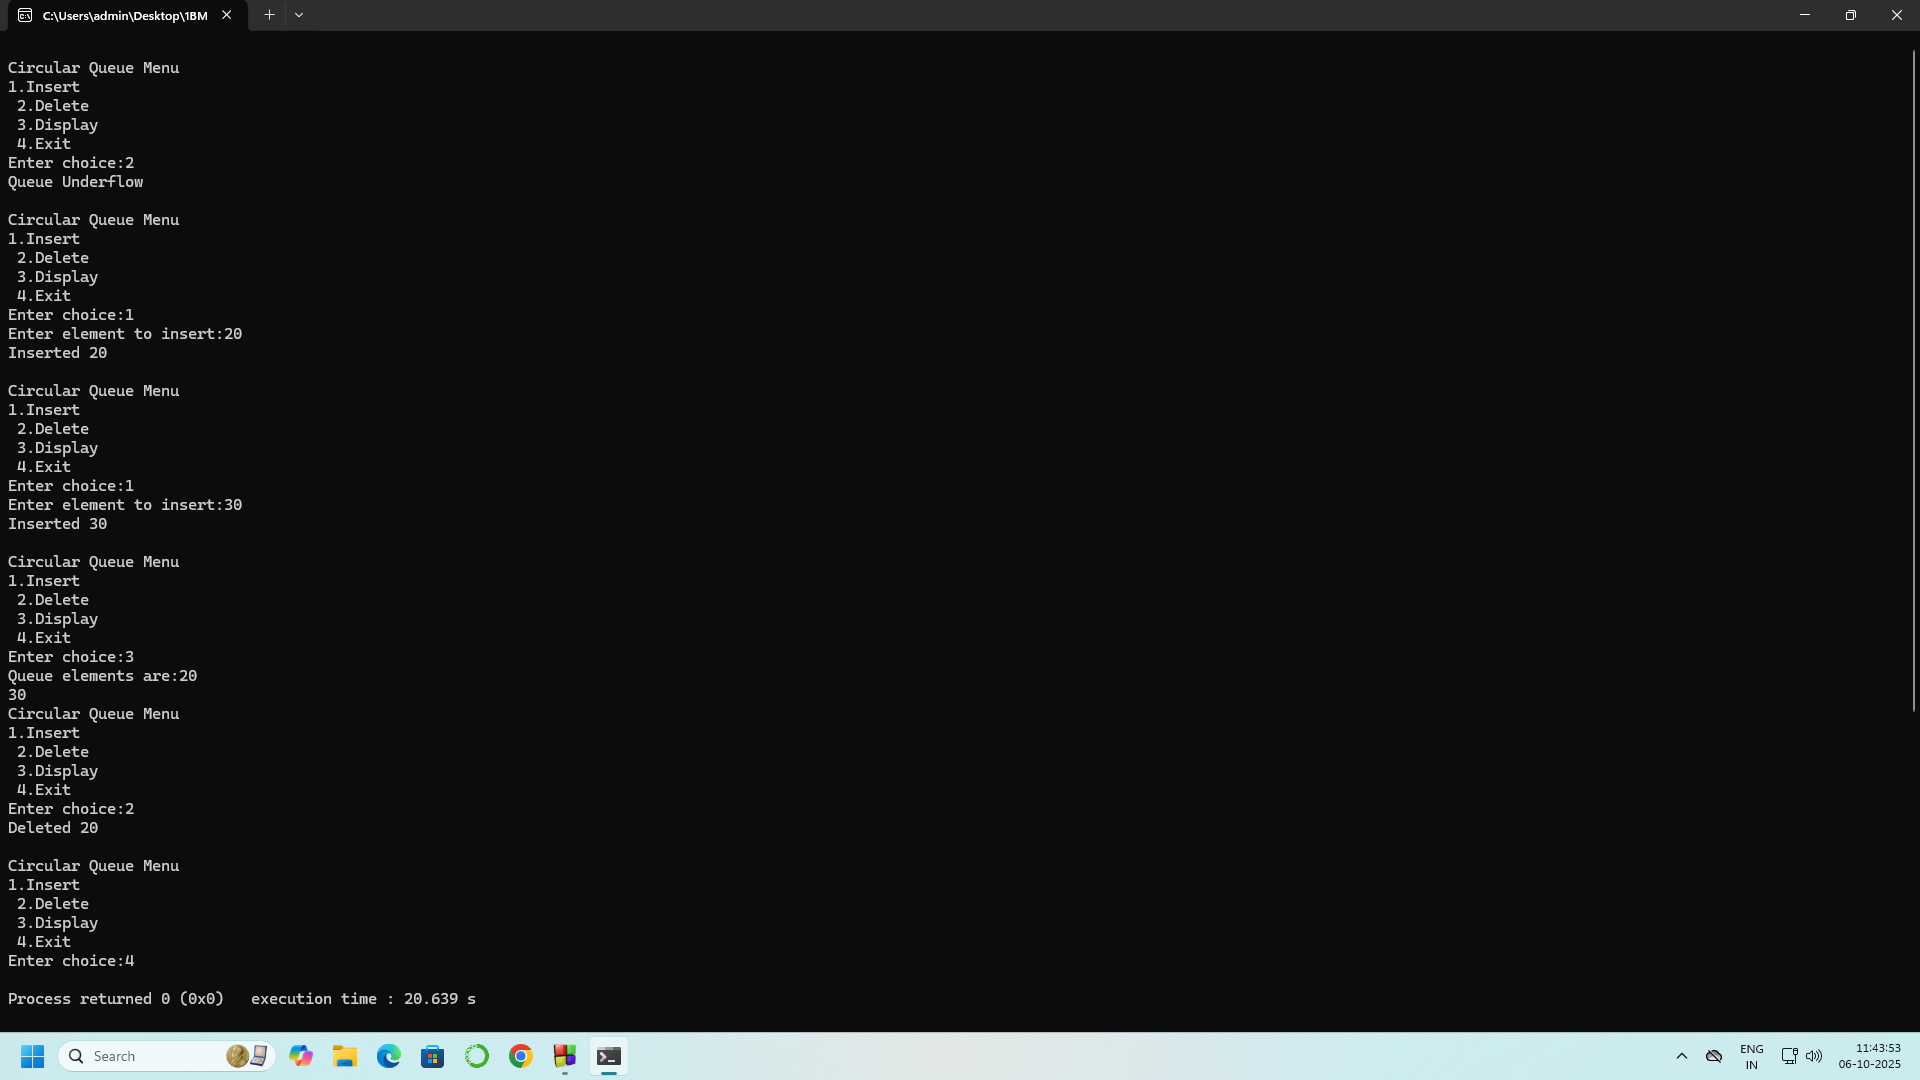 C:\Users\admin\Desktop\1BM
Circular Queue Menu
1.Insert
 2.Delete
 3.Display
 4.Exit
Enter choice:2
Queue Underflow

Circular Queue Menu
1.Insert
 2.Delete
 3.Display
 4.Exit
Enter choice:1
Enter element to insert:20
Inserted 20

Circular Queue Menu
1.Insert
 2.Delete
 3.Display
 4.Exit
Enter choice:1
Enter element to insert:30
Inserted 30

Circular Queue Menu
1.Insert
 2.Delete
 3.Display
 4.Exit
Enter choice:3
Queue elements are:20
30
Circular Queue Menu
1.Insert
 2.Delete
 3.Display
 4.Exit
Enter choice:2
Deleted 20

Circular Queue Menu
1.Insert
 2.Delete
 3.Display
 4.Exit
Enter choice:4

Process returned 0 (0x0)   execution time : 20.639 s
Search
ENG
IN
11:43:53
06-10-2025